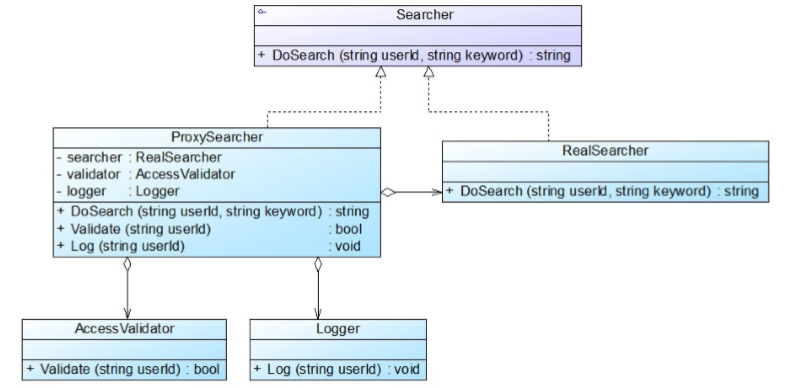 Searcher
+ DoSearch (string userId, string keyword) : string
ProxySearcher
- searcher : RealSearcher
- validator : AccessValidator
- logger : Logger
+ DoSearch (string userId, string keyword) : string
+ Validate (string userId) : bool
+ Log (string userId) : void
RealSearcher
+ DoSearch (string userId, string keyword) : string
AccessValidator
+ Validate (string userId) : bool
Logger
+ Log (string userId) : void